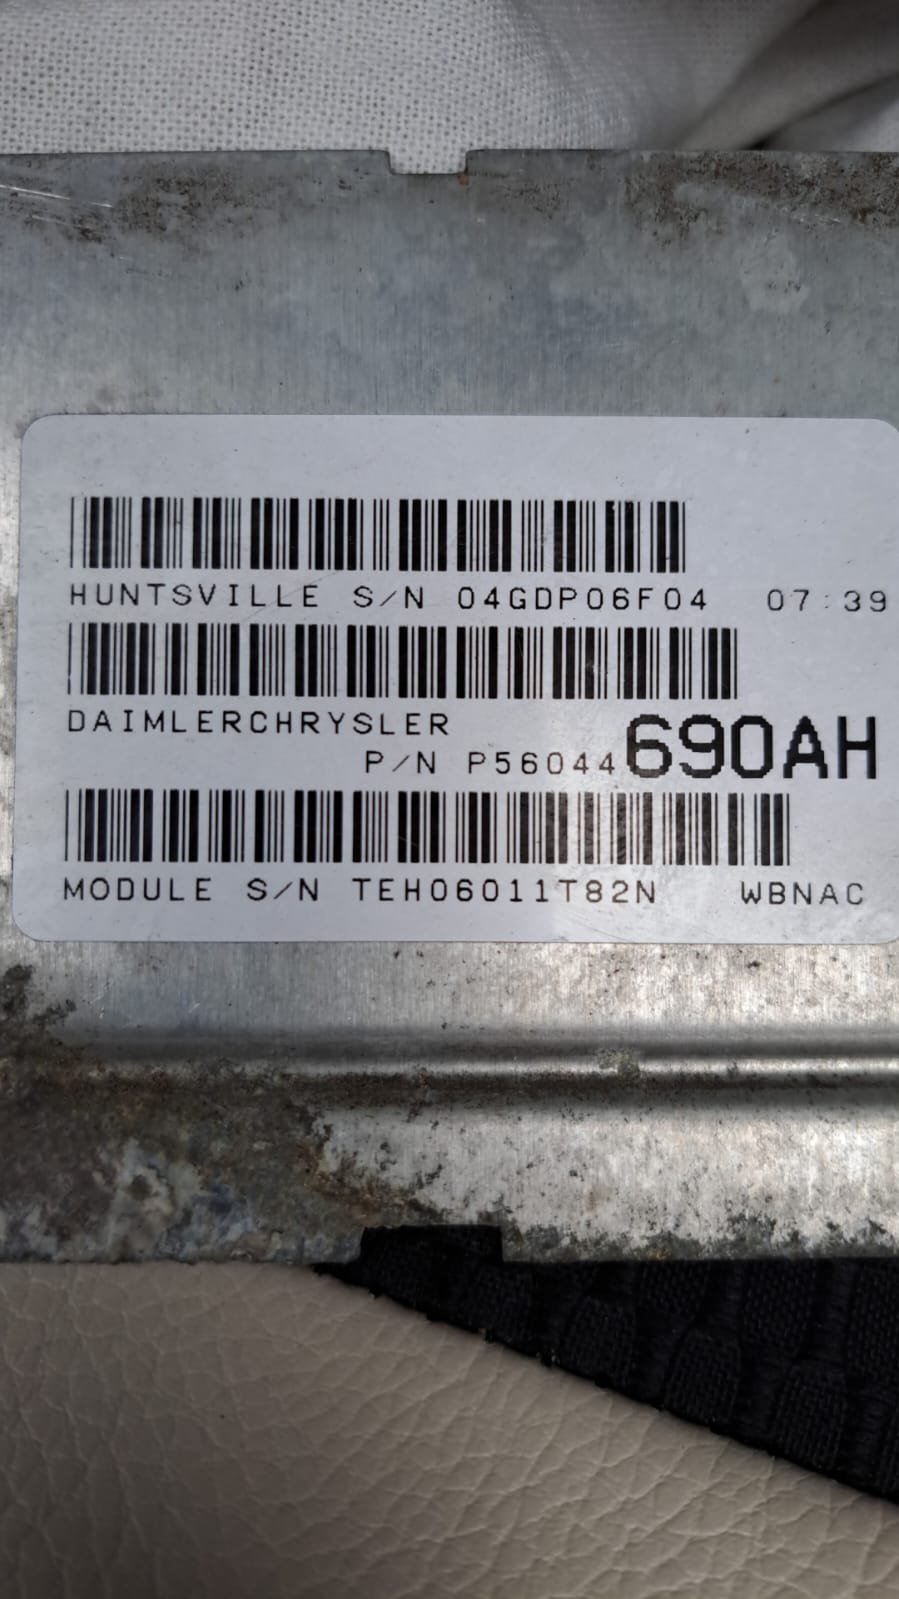 HUNTSVILLE S/N 04GDP06F04 07:39
DAIMLERCHRYSLER
P/N P56044690AH
MODULE S/N TEH06011T82N WBNAC